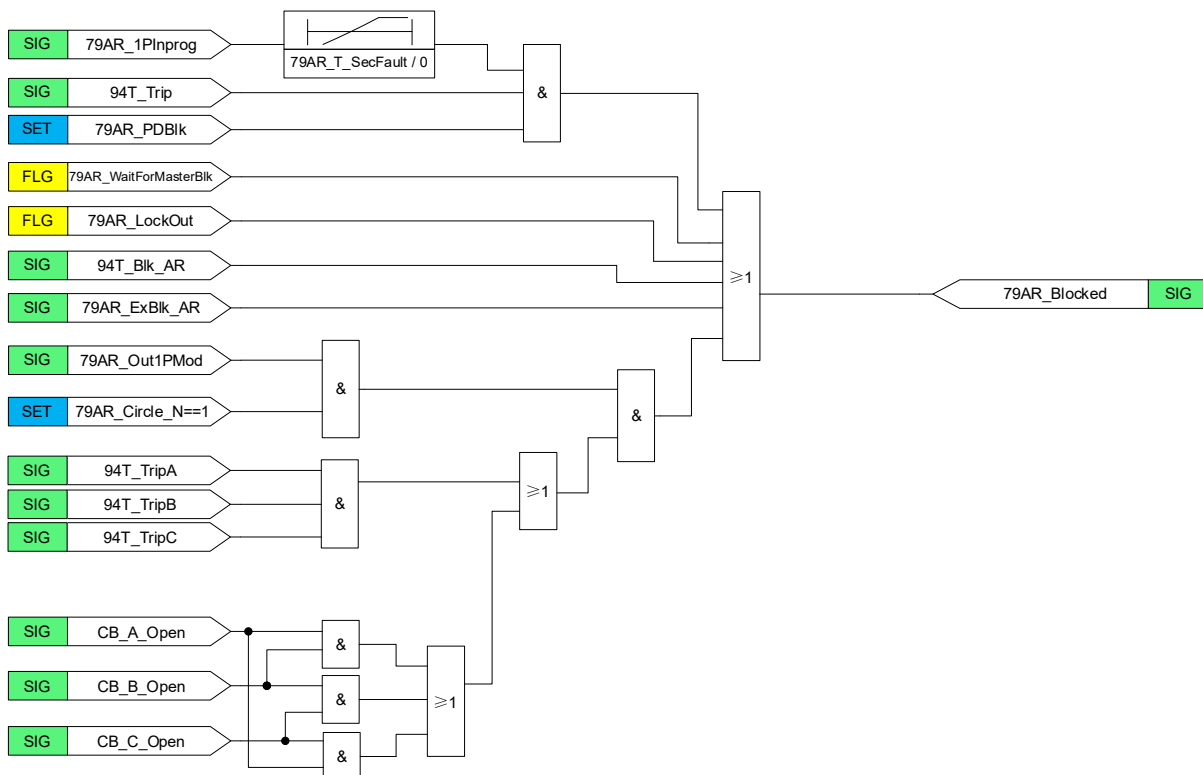 SIG 79AR_1PInprog
79AR_T_SecFault / 0
SIG 94T_Trip
&
SET 79AR_PDBlk
FLG 79AR_WaitForMasterBlk
FLG 79AR_LockOut
SIG 94T_Blk_AR
≥1
79AR_Blocked SIG
SIG 79AR_ExBlk_AR
SIG 79AR_Out1PMod
&
SET 79AR_Circle_N==1
&
SIG 94T_TripA
≥1
SIG 94T_TripB
&
SIG 94T_TripC
SIG CB_A_Open
&
SIG CB_B_Open
&
≥1
SIG CB_C_Open
&